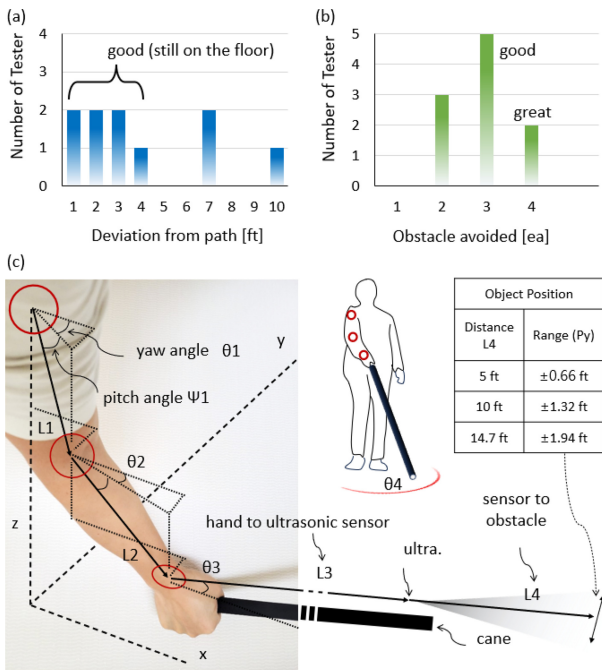 (a)
good (still on the floor)
Number of Tester
4
3
2
1
0
1 2 3 4 5 6 7 8 9 10
Deviation from path [ft]
(b)
Number of Tester
5
4
3
2
1
0
good
great
1 2 3 4
Obstacle avoided [ea]
(c)
yaw angle θ1
pitch angle Ψ1
y
L1
θ2
z
L2
θ3
x
θ4
hand to ultrasonic sensor
L3
ultra.
sensor to
obstacle
L4
cane
Object Position
Distance L4 Range (Py)
5 ft ±0.66 ft
10 ft ±1.32 ft
14.7 ft ±1.94 ft